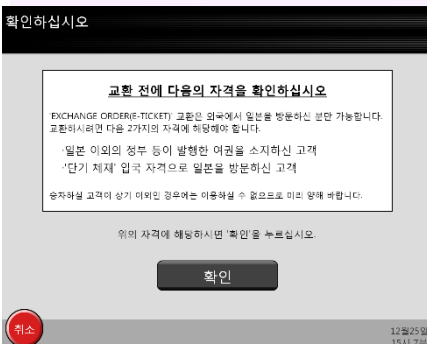 확인하십시오
교환 전에 다음의 자격을 확인하십시오
'EXCHANGE ORDER(E-TICKET)' 교환은 외국에서 일본을 방문하신 분만 가능합니다.
교환하시려면 다음 2가지의 자격에 해당해야 합니다.
·일본 이외의 정부 등이 발행한 여권을 소지하신 고객
·'단기 체재' 입국 자격으로 일본을 방문하신 고객
승차하실 고객이 상기 이외인 경우에는 이용하실 수 없으므로 미리 양해 바랍니다.
위의 자격에 해당하시면 '확인'을 누르십시오.
확인
취소
12월25일
15시 7분